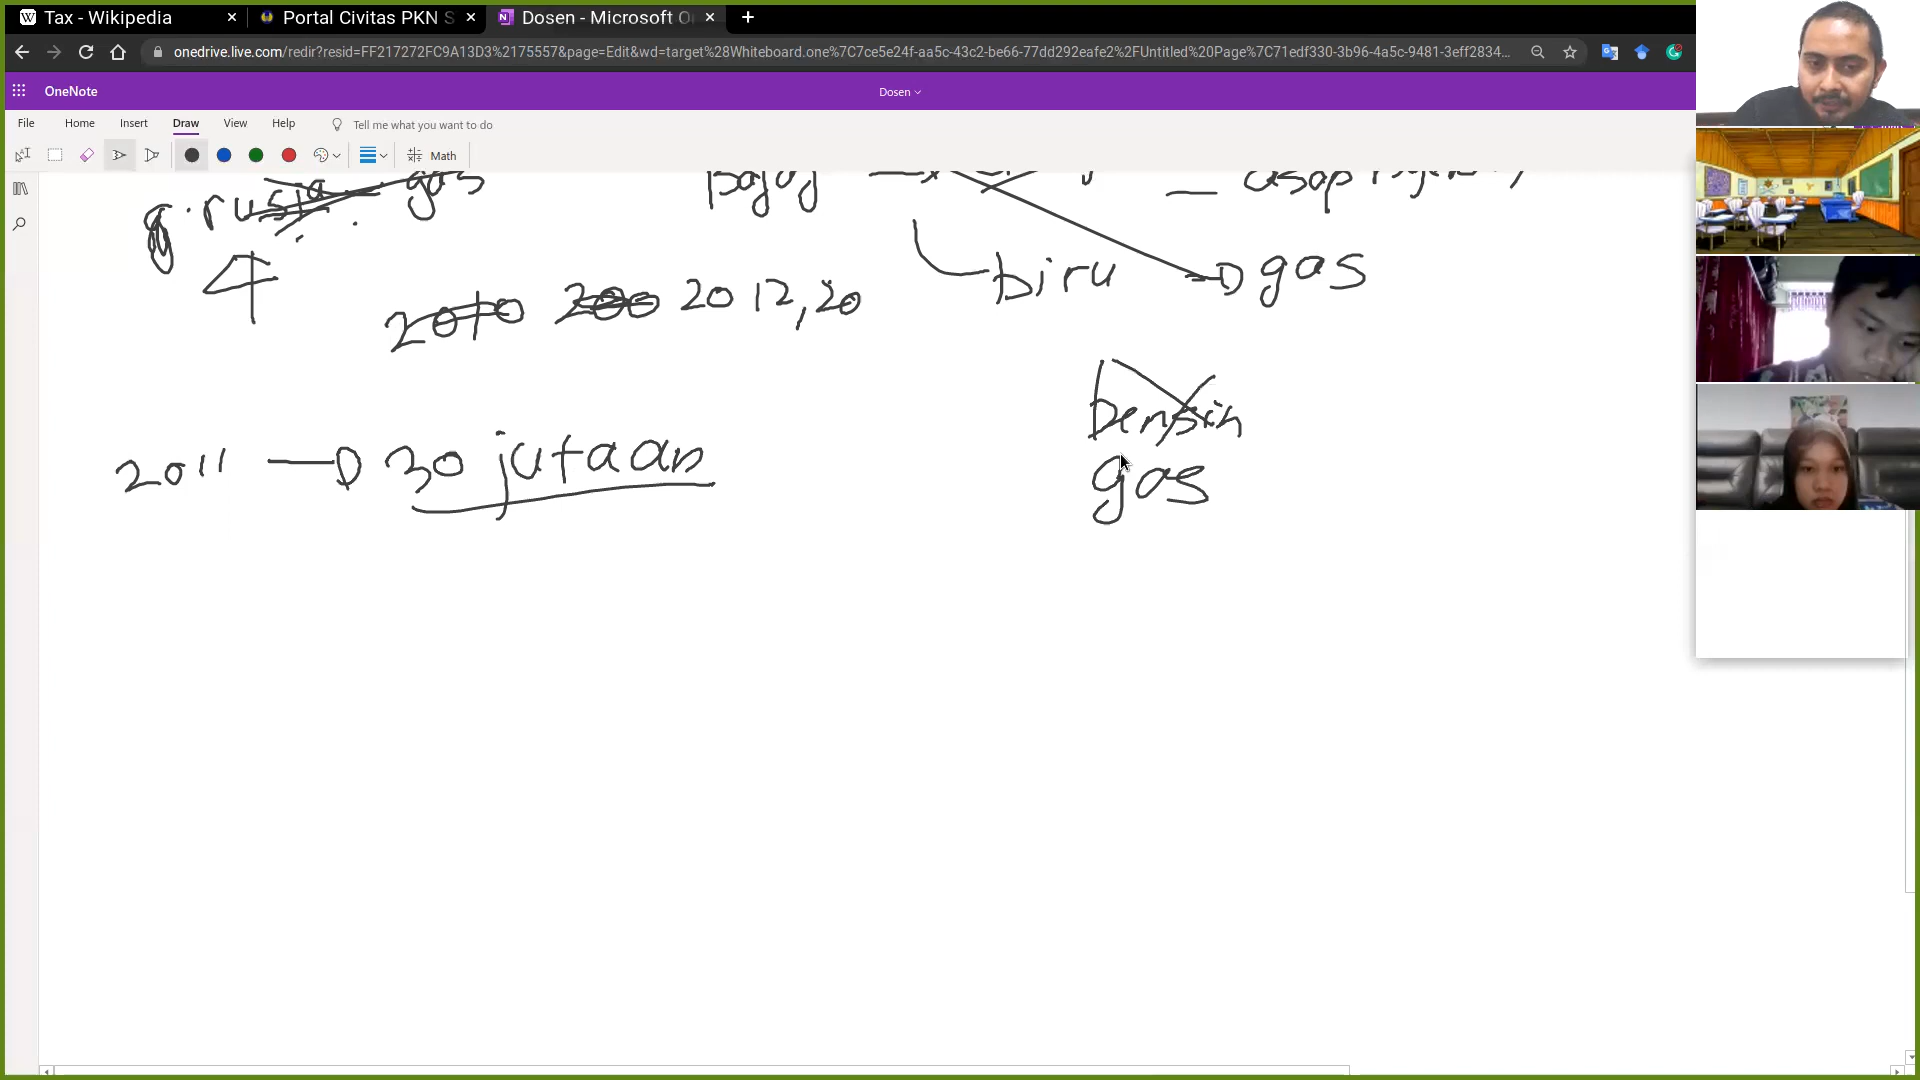 Tax - Wikipedia
Portal Civitas PKN S
Dosen - Microsoft O
onedrive.live.com/redir?resid=FF217272FC9A13D3%2175557&page=Edit&wd=target%28Whiteboard.one%7C7ce5e24f-aa5c-43c2-be66-77dd292eafe2%2FUntitled%20Page%7C71edf330-3b96-4a5c-9481-3eff2834...
OneNote
Dosen
File Home Insert Draw View Help Tell me what you want to do
Math
gas
biru
gas
4
2010 200 2012,20
bensin
2011 30 jutaan
gas